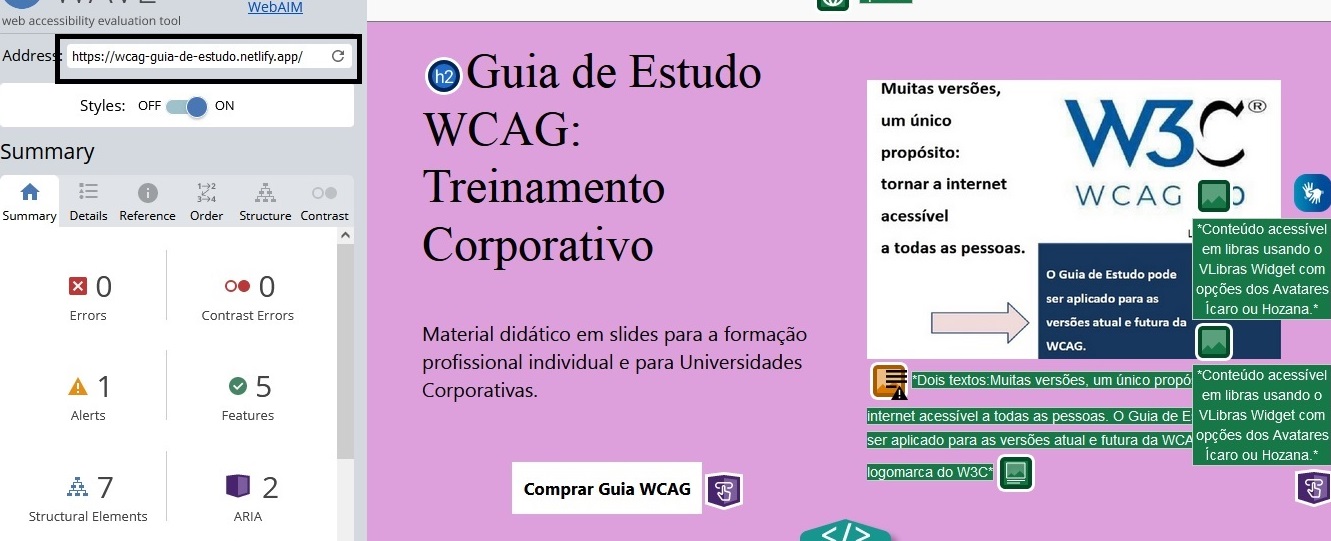 WebAIM
web accessibility evaluation tool
Address:
https://wcag-guia-de-estudo.netlify.app/
Styles: OFF ON
Summary
Summary Details Reference Order Structure Contrast
0
Errors
0
Contrast Errors
1
Alerts
5
Features
7
Structural Elements
2
ARIA
h2 Guia de Estudo
WCAG:
Treinamento
Corporativo
Material didático em slides para a formação
profissional individual e para Universidades
Corporativas.
Comprar Guia WCAG
Muitas versões,
um único
propósito:
tornar a internet
acessível
a todas as pessoas.
W3C®
WCAG
O Guia de Estudo pode
ser aplicado para as
versões atual e futura da
WCAG.
*Dois textos:Muitas versões, um único propó
internet acessível a todas as pessoas. O Guia de E
ser aplicado para as versões atual e futura da WCA
logomarca do W3C*
*Conteúdo acessível
em libras usando o
VLibras Widget com
opções dos Avatares
Ícaro ou Hozana.*
*Conteúdo acessível
em libras usando o
VLibras Widget com
opções dos Avatares
Ícaro ou Hozana.*
</>